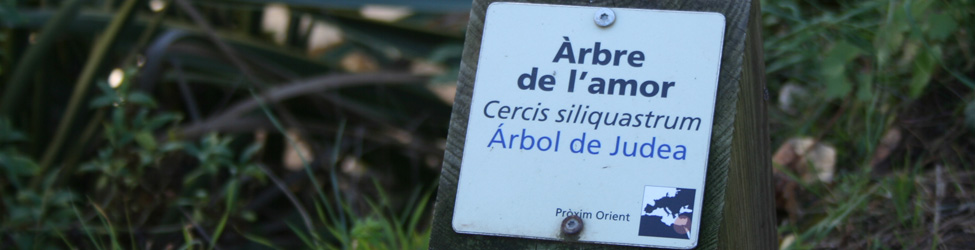 Àrbre
de l'amor
Cercis siliquastrum
Árbol de Judea
Pròxim Orient